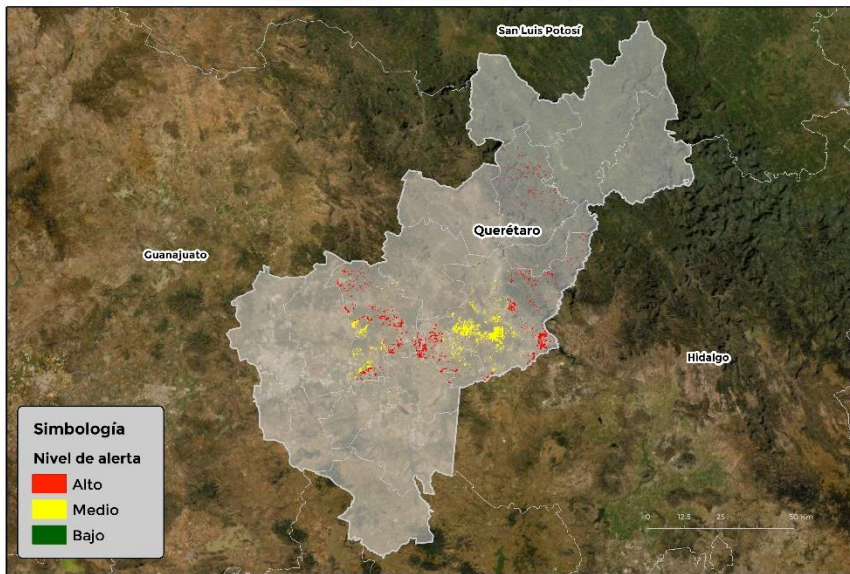 San Luis Potosí
Querétaro
Guanajuato
Hidalgo
Simbología
Nivel de alerta
Alto
Medio
Bajo
0 12.5 25 50 Km